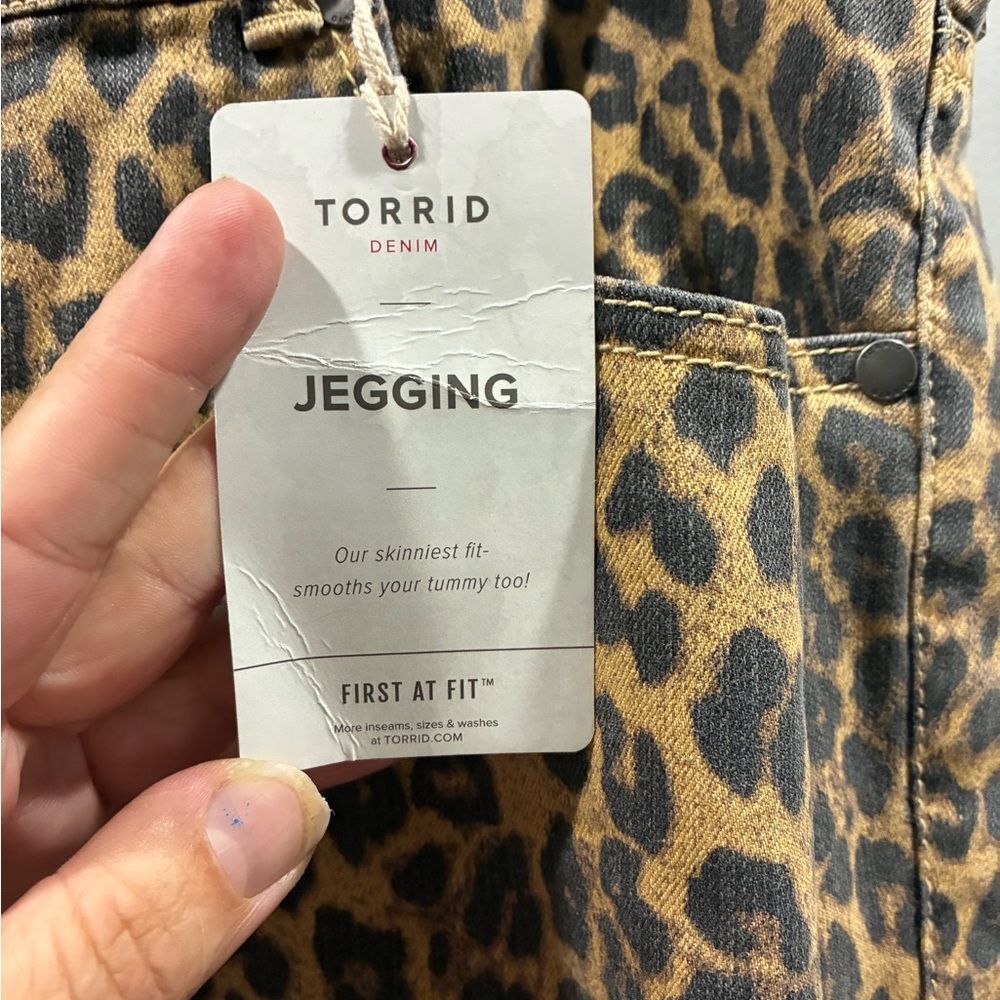 TORRID
DENIM
JEGGING
Our skinniest fit-
smooths your tummy too!
FIRST AT FIT™
More inseams, sizes & washes
at TORRID.COM